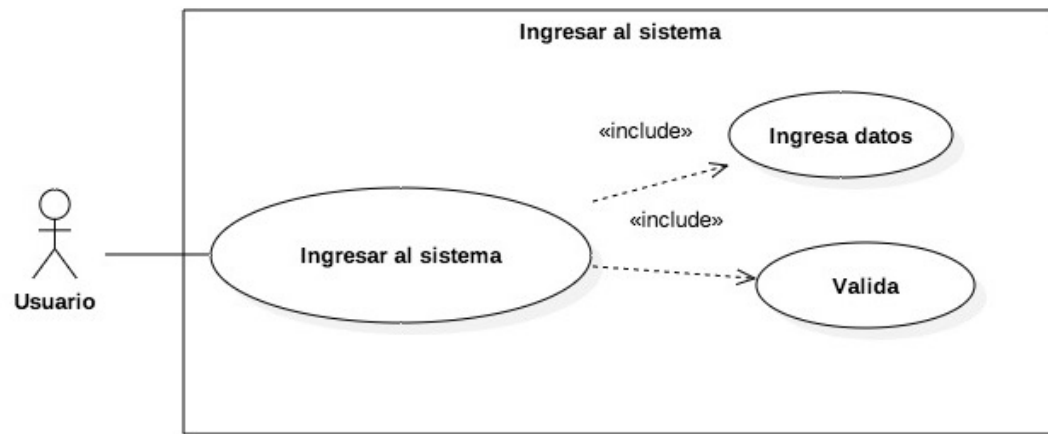 Ingresar al sistema
«include»
Ingresa datos
«include»
Ingresar al sistema
Valida
Usuario